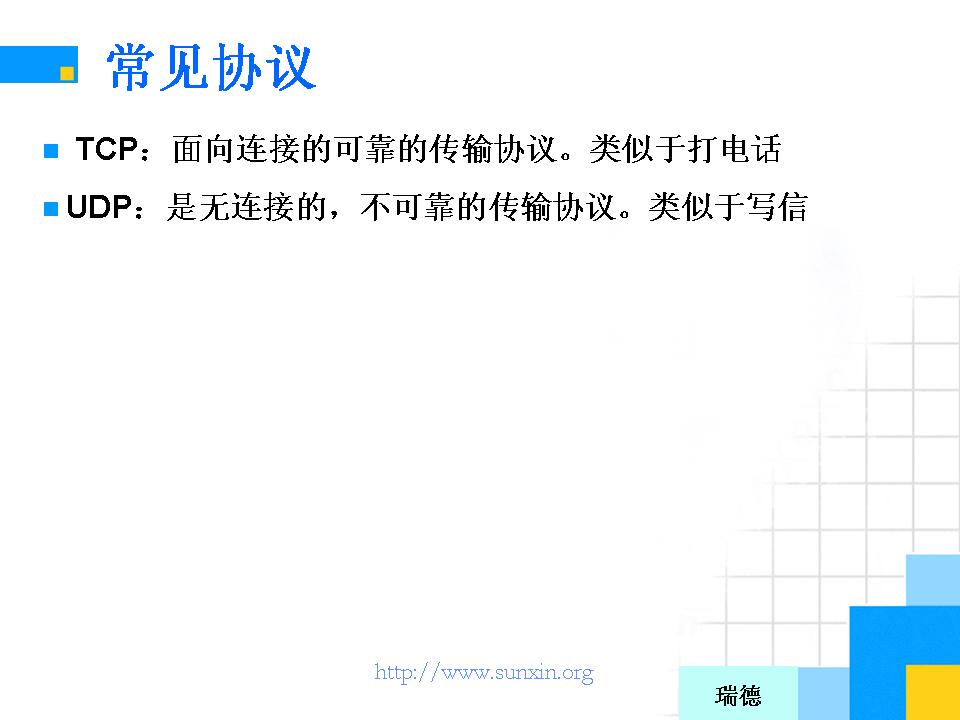 常见协议
TCP：面向连接的可靠的传输协议。类似于打电话
UDP：是无连接的，不可靠的传输协议。类似于写信
http://www.sunxin.org
瑞德